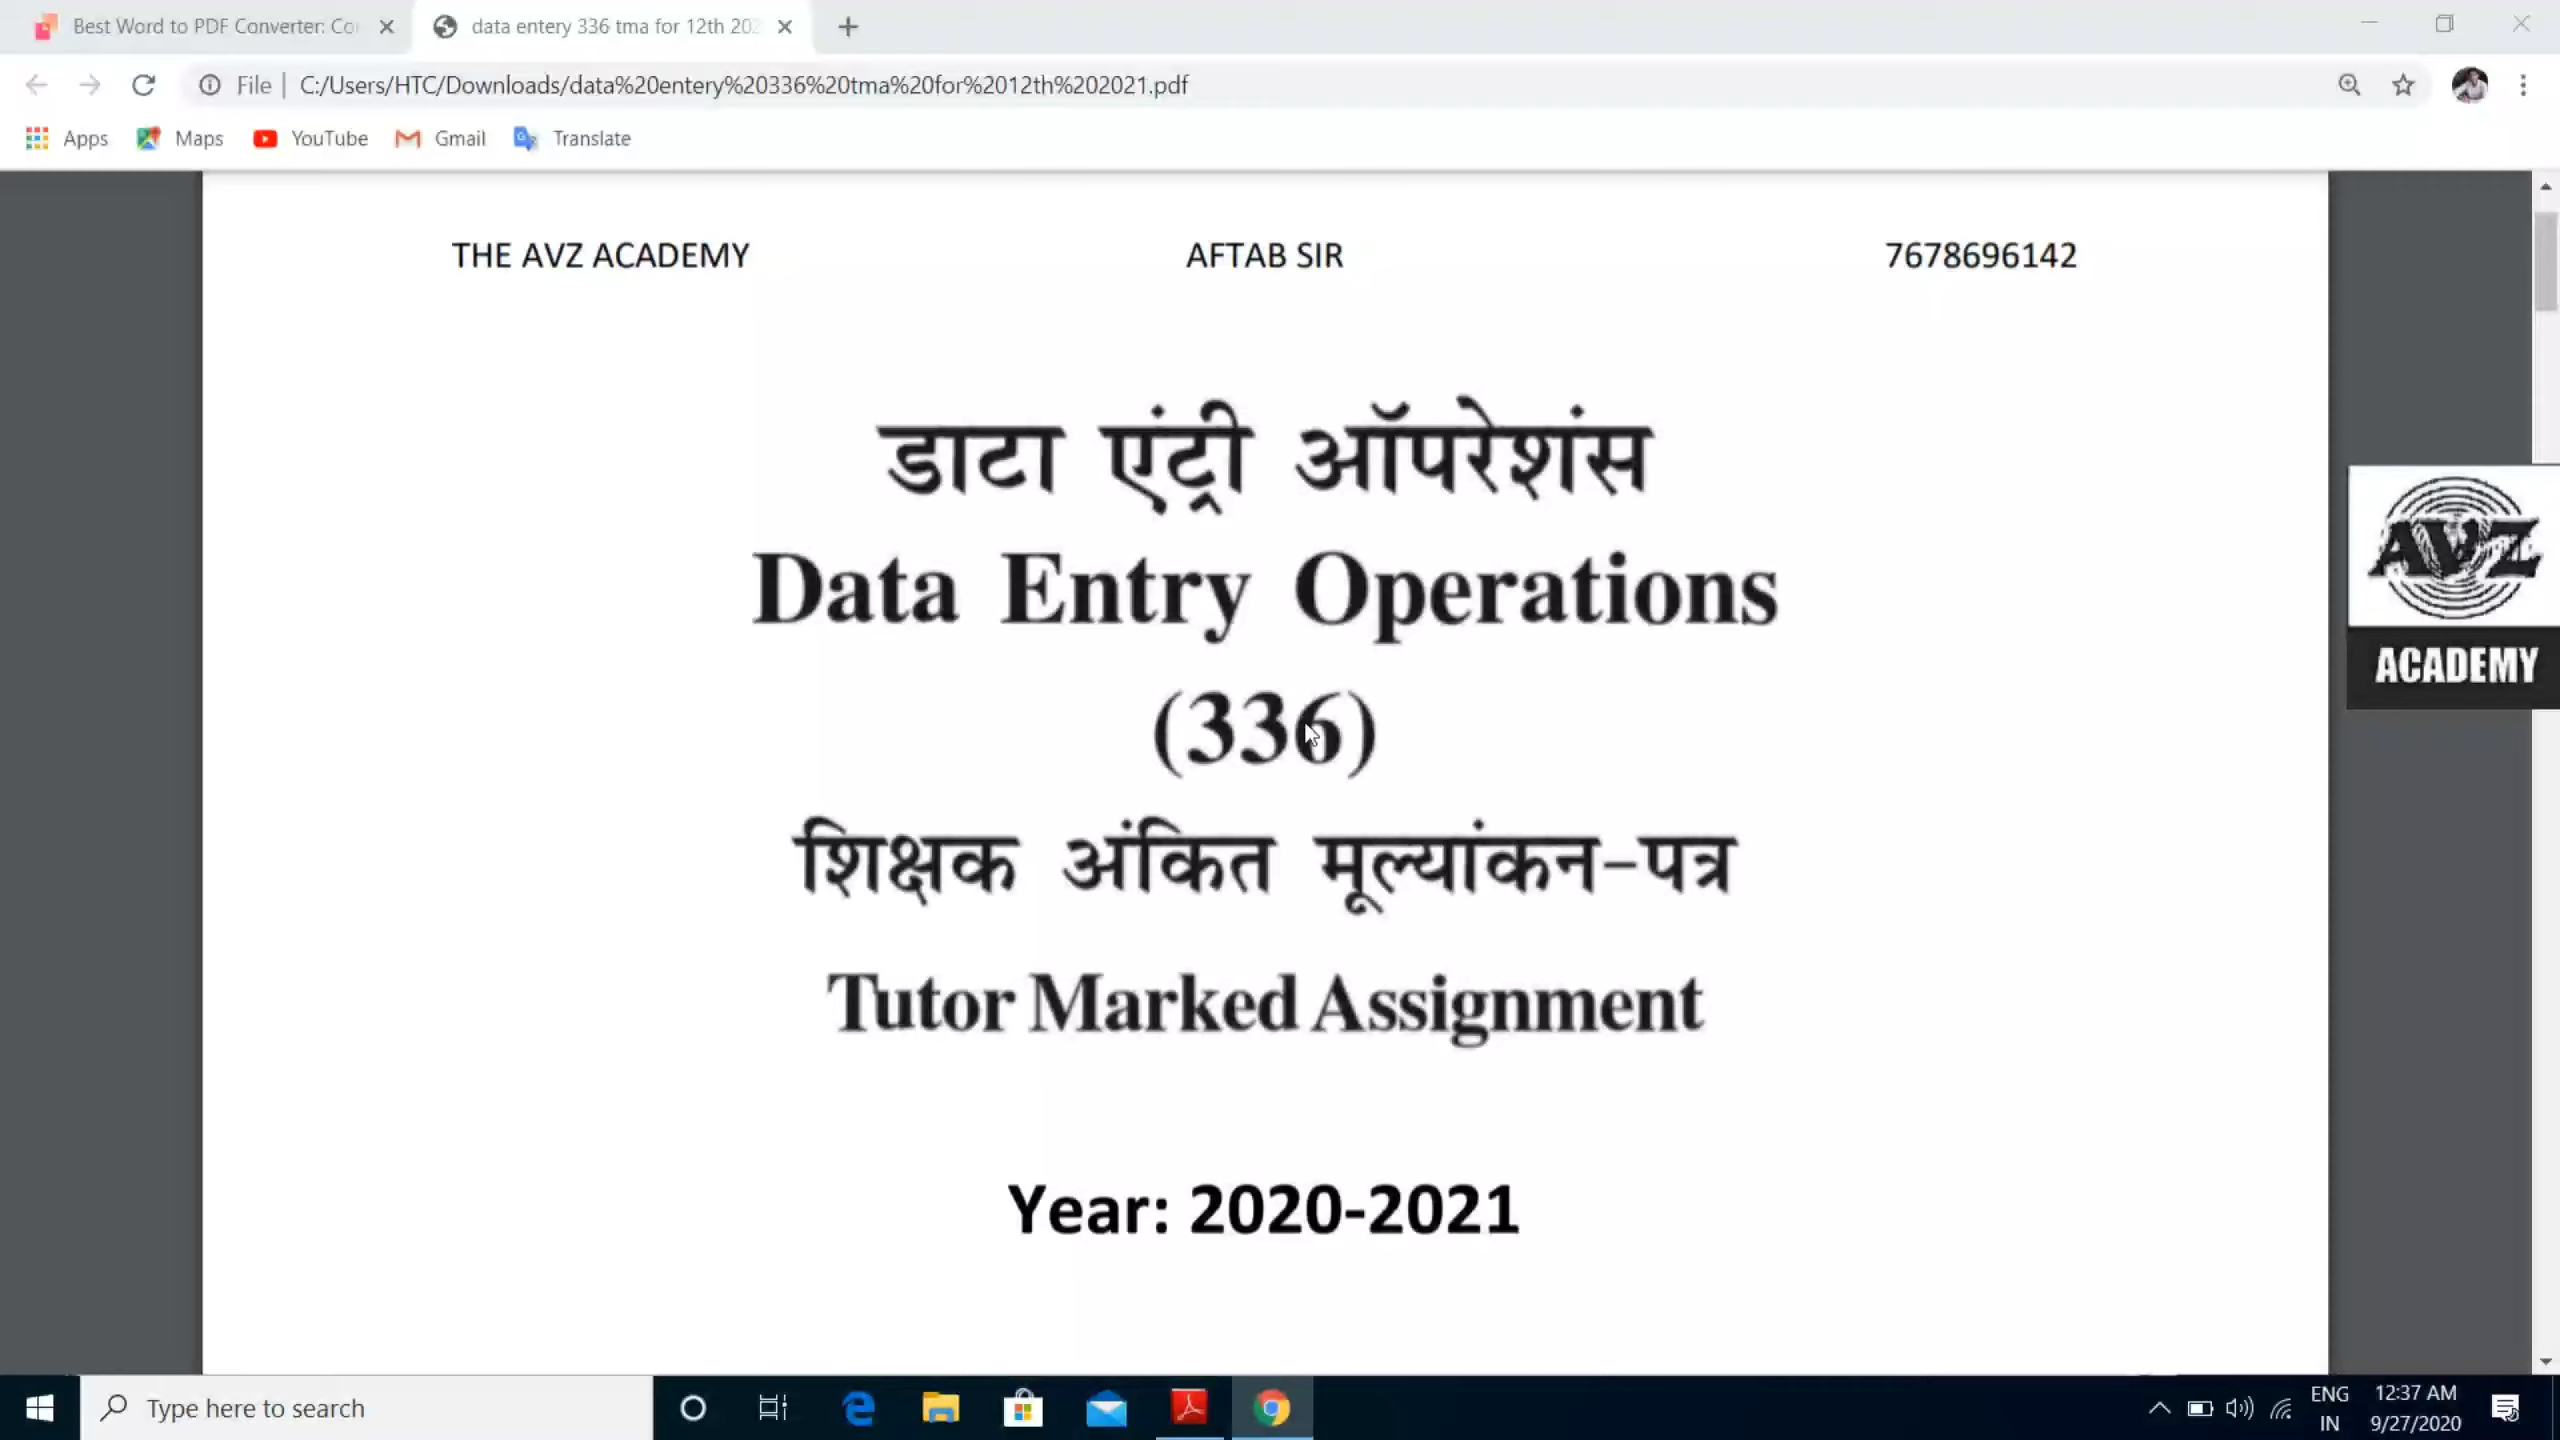 Best Word to PDF Converter: Co
data entery 336 tma for 12th 202
File | C:/Users/HTC/Downloads/data%20entery%20336%20tma%20for%2012th%202021.pdf
Apps Maps YouTube Gmail Translate
THE AVZ ACADEMY AFTAB SIR 7678696142
डाटा एंट्री ऑपरेशंस
Data Entry Operations
(336)
शिक्षक अंकित मूल्यांकन-पत्र
Tutor Marked Assignment
Year: 2020-2021
AVZ
ACADEMY
Type here to search
ENG
IN
12:37 AM
9/27/2020